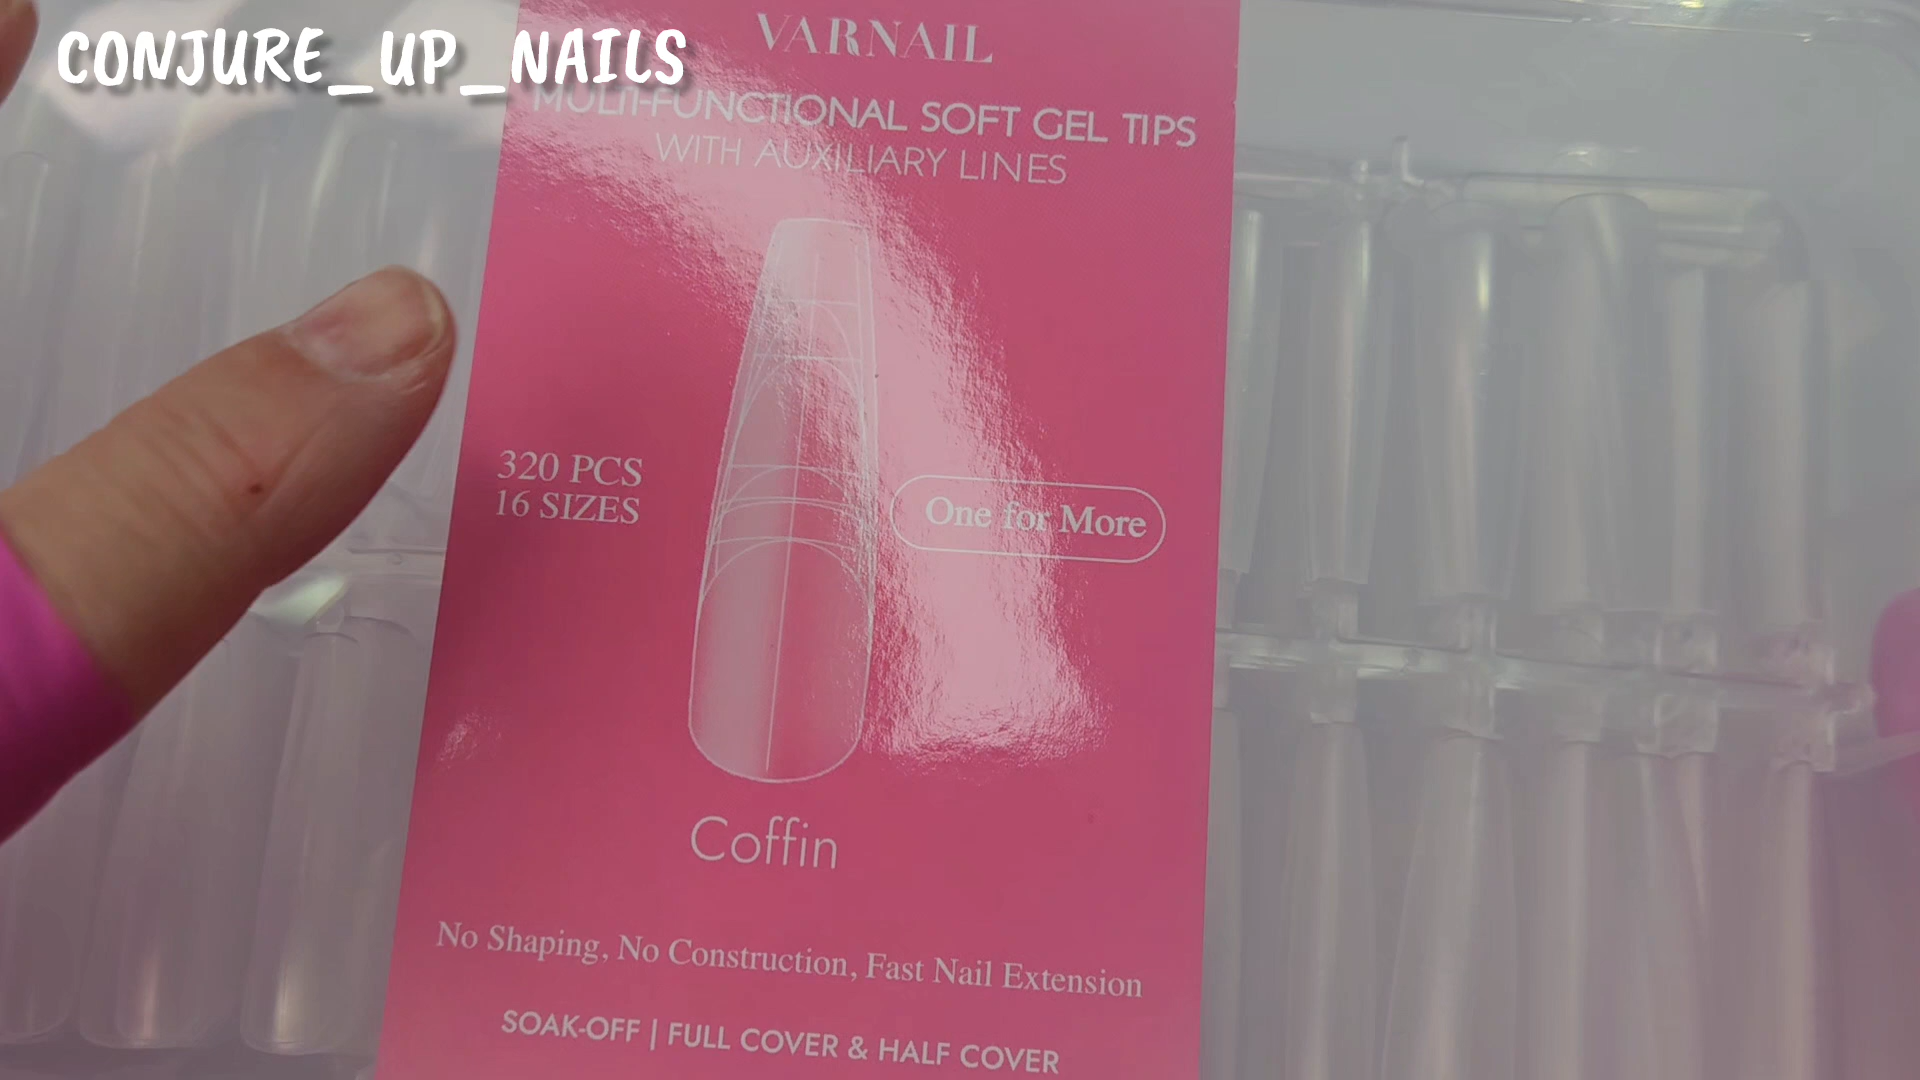 CONJURE_UP_NAILS
VARNAIL
MULTI-FUNCTIONAL SOFT GEL TIPS
WITH AUXILIARY LINES
320 PCS
16 SIZES
One for More
Coffin
No Shaping, No Construction, Fast Nail Extension
SOAK-OFF | FULL COVER & HALF COVER